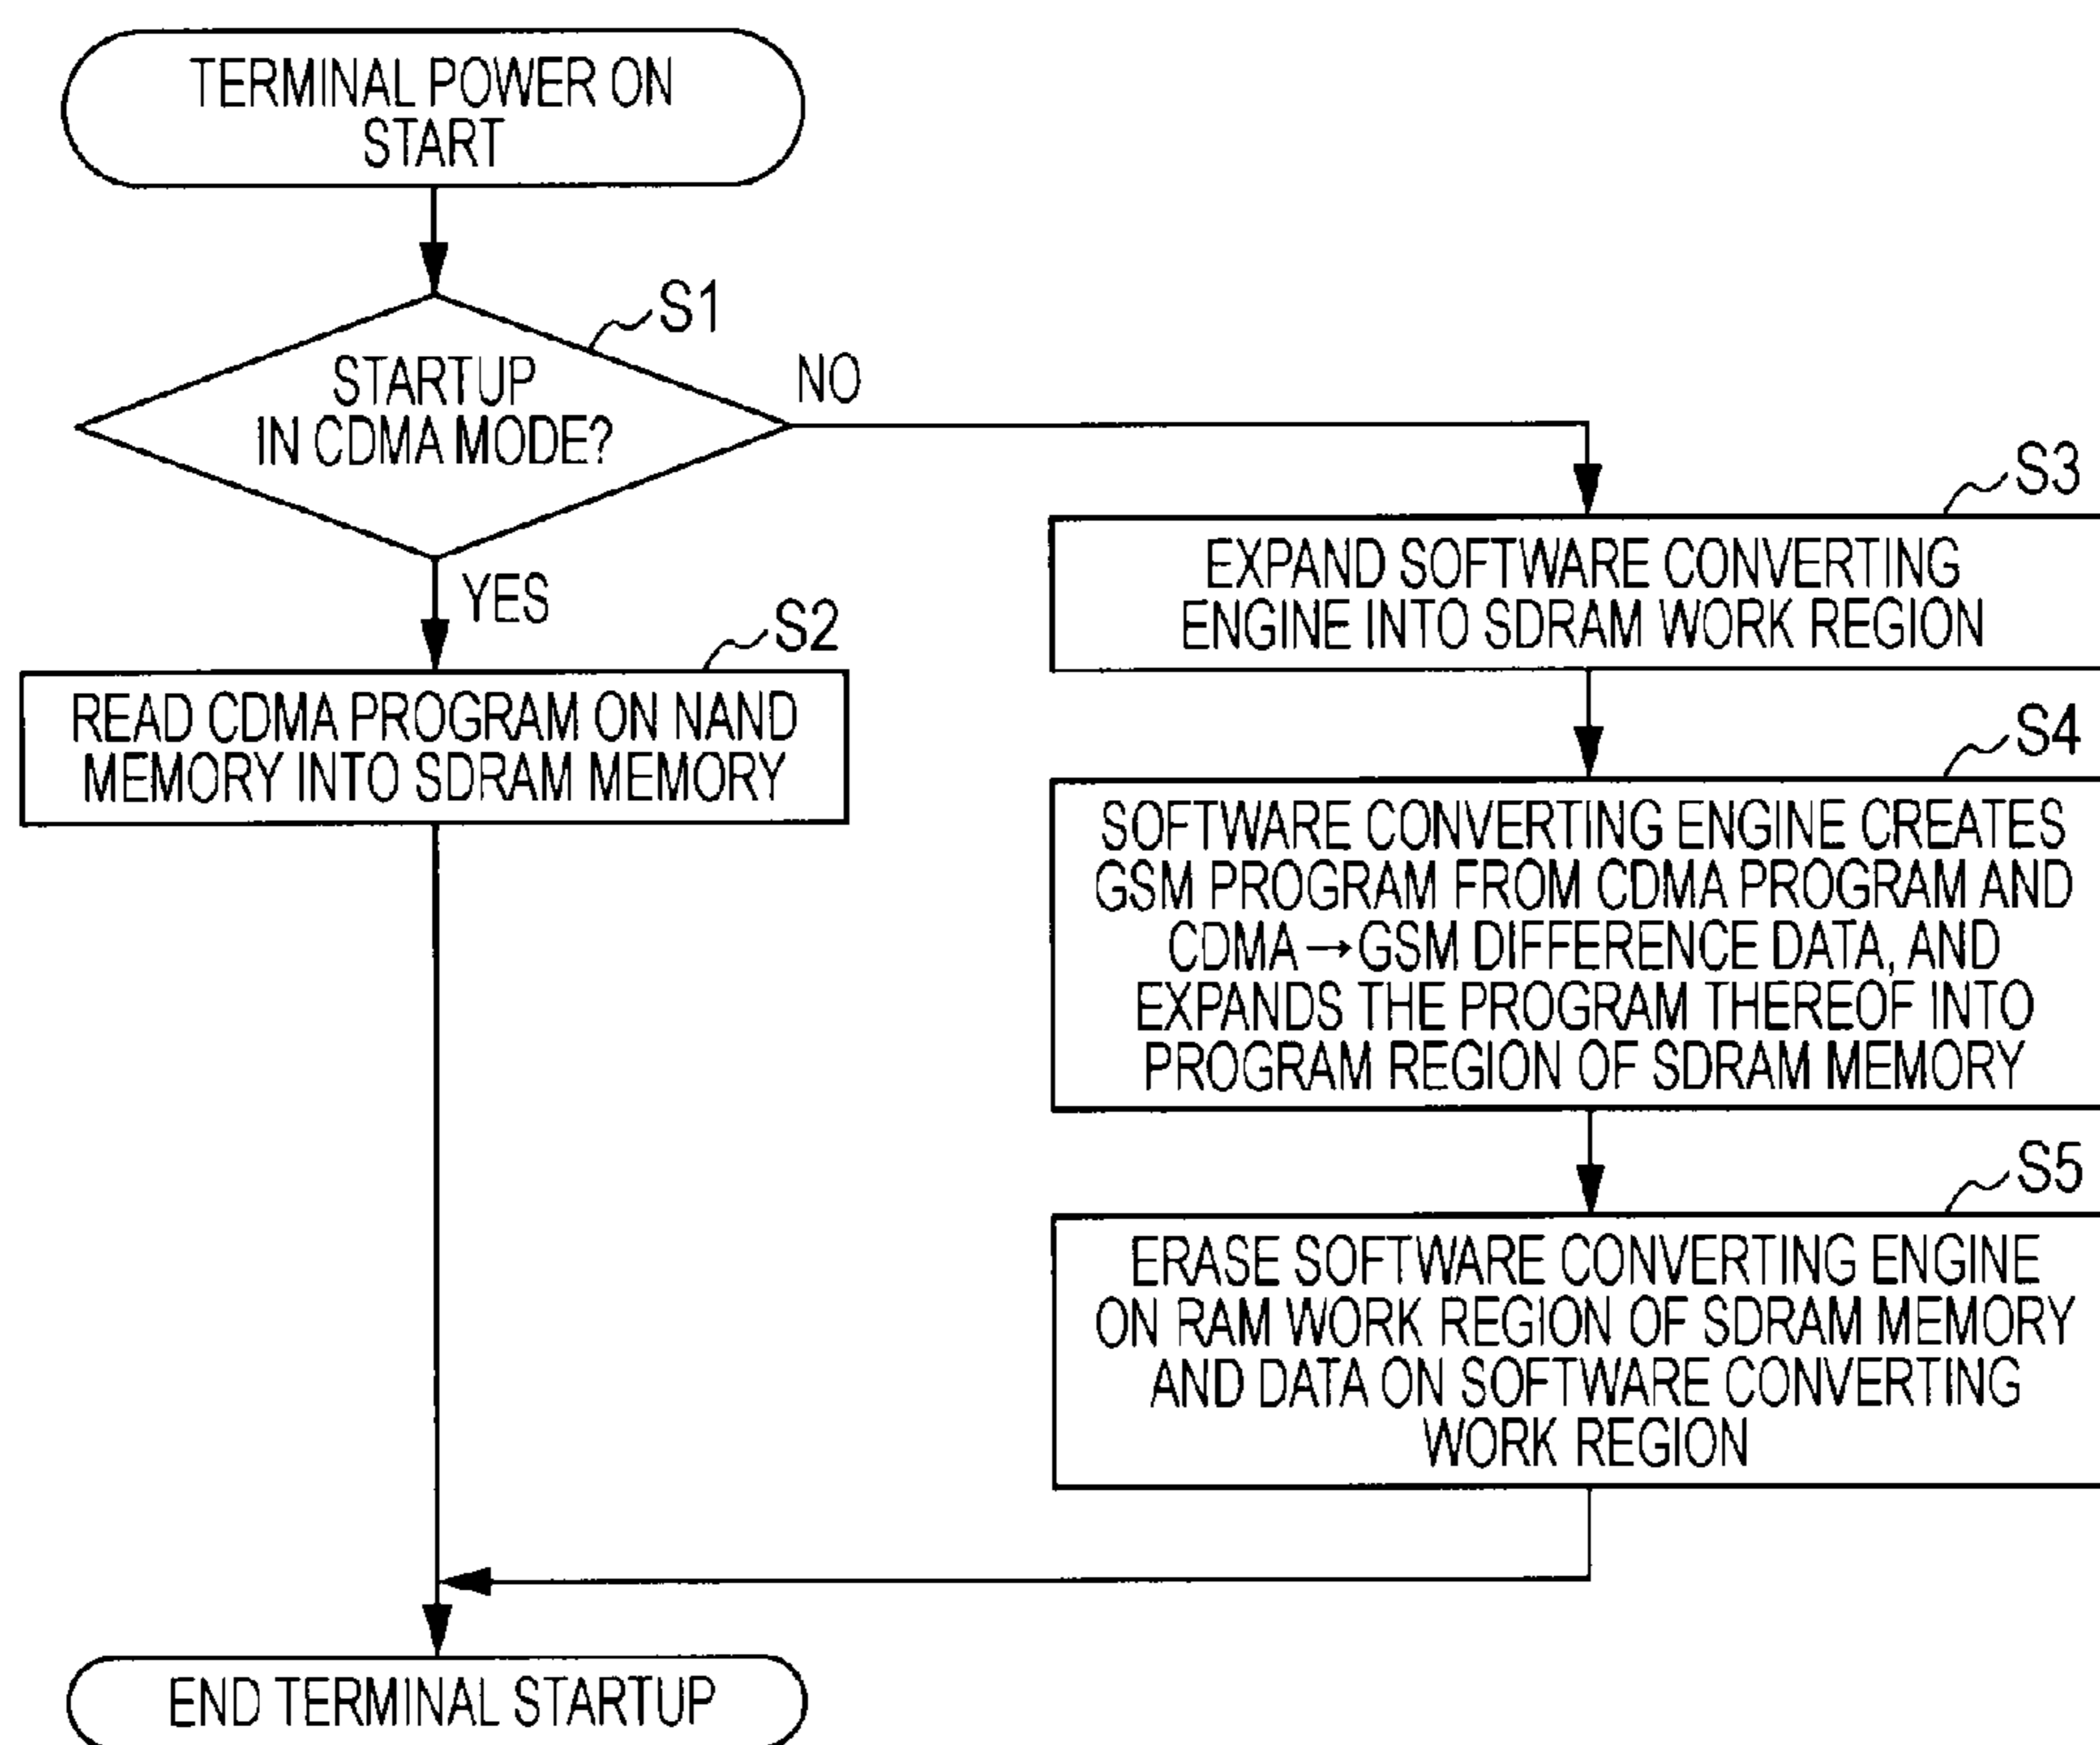 TERMINAL POWER ON
START
S1
STARTUP
IN CDMA MODE?
NO
YES
S2
READ CDMA PROGRAM ON NAND
MEMORY INTO SDRAM MEMORY
S3
EXPAND SOFTWARE CONVERTING
ENGINE INTO SDRAM WORK REGION
S4
SOFTWARE CONVERTING ENGINE CREATES
GSM PROGRAM FROM CDMA PROGRAM AND
CDMA→GSM DIFFERENCE DATA, AND
EXPANDS THE PROGRAM THEREOF INTO
PROGRAM REGION OF SDRAM MEMORY
S5
ERASE SOFTWARE CONVERTING ENGINE
ON RAM WORK REGION OF SDRAM MEMORY
AND DATA ON SOFTWARE CONVERTING
WORK REGION
END TERMINAL STARTUP